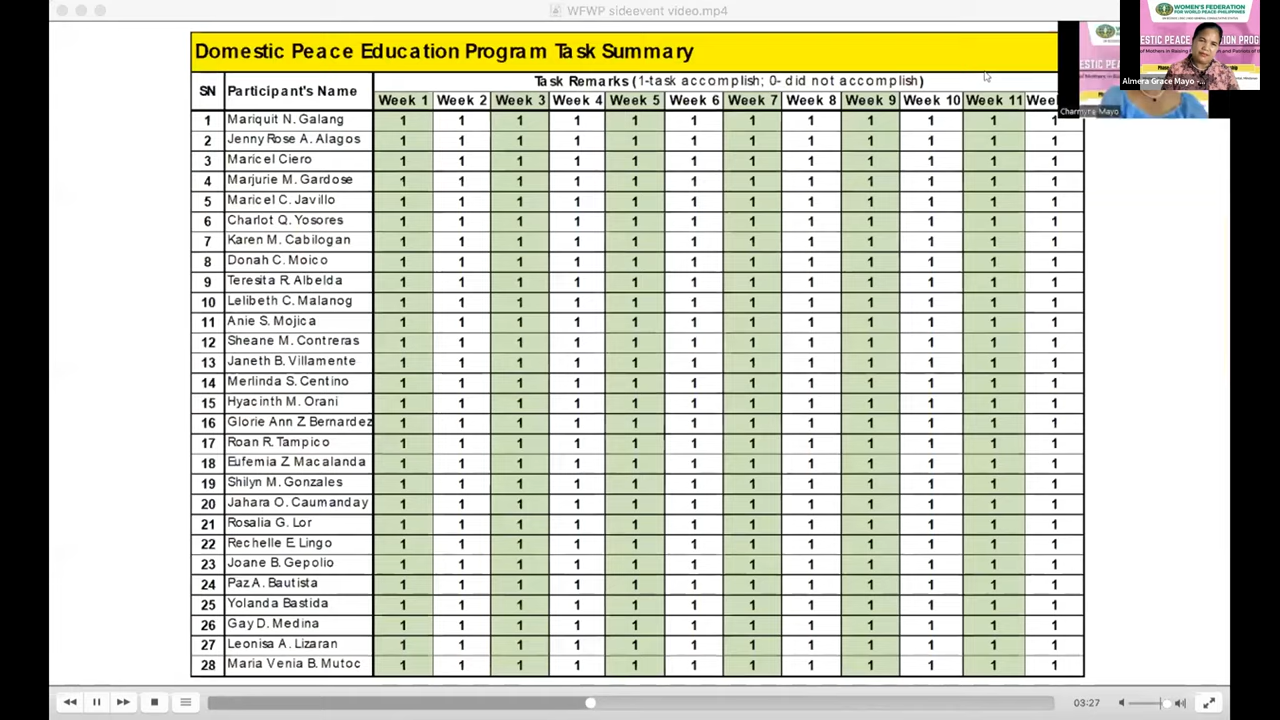 WFWP sideevent video.mp4
WOMEN'S FEDERATION
FOR WORLD PEACE-PHILIPPINES
Domestic Peace Education Program Task Summary
Almera Grace Mayo -...
Charmyne Mayo
SN Participant's Name Task Remarks (1-task accomplish; 0- did not accomplish)
Week 1 Week 2 Week 3 Week 4 Week 5 Week 6 Week 7 Week 8 Week 9 Week 10 Week 11
1 Mariquit N. Galang 1 1 1 1 1 1 1 1 1 1 1
2 Jenny Rose A. Alagos 1 1 1 1 1 1 1 1 1 1 1 1
3 Maricel Ciero 1 1 1 1 1 1 1 1 1 1 1 1
4 Marjurie M. Gardose 1 1 1 1 1 1 1 1 1 1 1 1
5 Maricel C. Javillo 1 1 1 1 1 1 1 1 1 1 1 1
6 Charlot Q. Yosores 1 1 1 1 1 1 1 1 1 1 1 1
7 Karen M. Cabilogan 1 1 1 1 1 1 1 1 1 1 1 1
8 Donah C. Moico 1 1 1 1 1 1 1 1 1 1 1 1
9 Teresita R. Albelda 1 1 1 1 1 1 1 1 1 1 1 1
10 Lelibeth C. Malanog 1 1 1 1 1 1 1 1 1 1 1 1
11 Anie S. Mojica 1 1 1 1 1 1 1 1 1 1 1 1
12 Sheane M. Contreras 1 1 1 1 1 1 1 1 1 1 1 1
13 Janeth B. Villamente 1 1 1 1 1 1 1 1 1 1 1 1
14 Merlinda S. Centino 1 1 1 1 1 1 1 1 1 1 1 1
15 Hyacinth M. Orani 1 1 1 1 1 1 1 1 1 1 1 1
16 Glorie Ann Z. Bernardez 1 1 1 1 1 1 1 1 1 1 1 1
17 Roan R. Tampico 1 1 1 1 1 1 1 1 1 1 1 1
18 Eufemia Z. Macalanda 1 1 1 1 1 1 1 1 1 1 1 1
19 Shilyn M. Gonzales 1 1 1 1 1 1 1 1 1 1 1 1
20 Jahara O. Caumanday 1 1 1 1 1 1 1 1 1 1 1 1
21 Rosalia G. Lor 1 1 1 1 1 1 1 1 1 1 1 1
22 Rechelle E. Lingo 1 1 1 1 1 1 1 1 1 1 1 1
23 Joane B. Gepolio 1 1 1 1 1 1 1 1 1 1 1 1
24 Paz A. Bautista 1 1 1 1 1 1 1 1 1 1 1 1
25 Yolanda Bastida 1 1 1 1 1 1 1 1 1 1 1 1
26 Gay D. Medina 1 1 1 1 1 1 1 1 1 1 1 1
27 Leonisa A. Lizaran 1 1 1 1 1 1 1 1 1 1 1 1
28 Maria Venia B. Mutoc 1 1 1 1 1 1 1 1 1 1 1 1
03:27